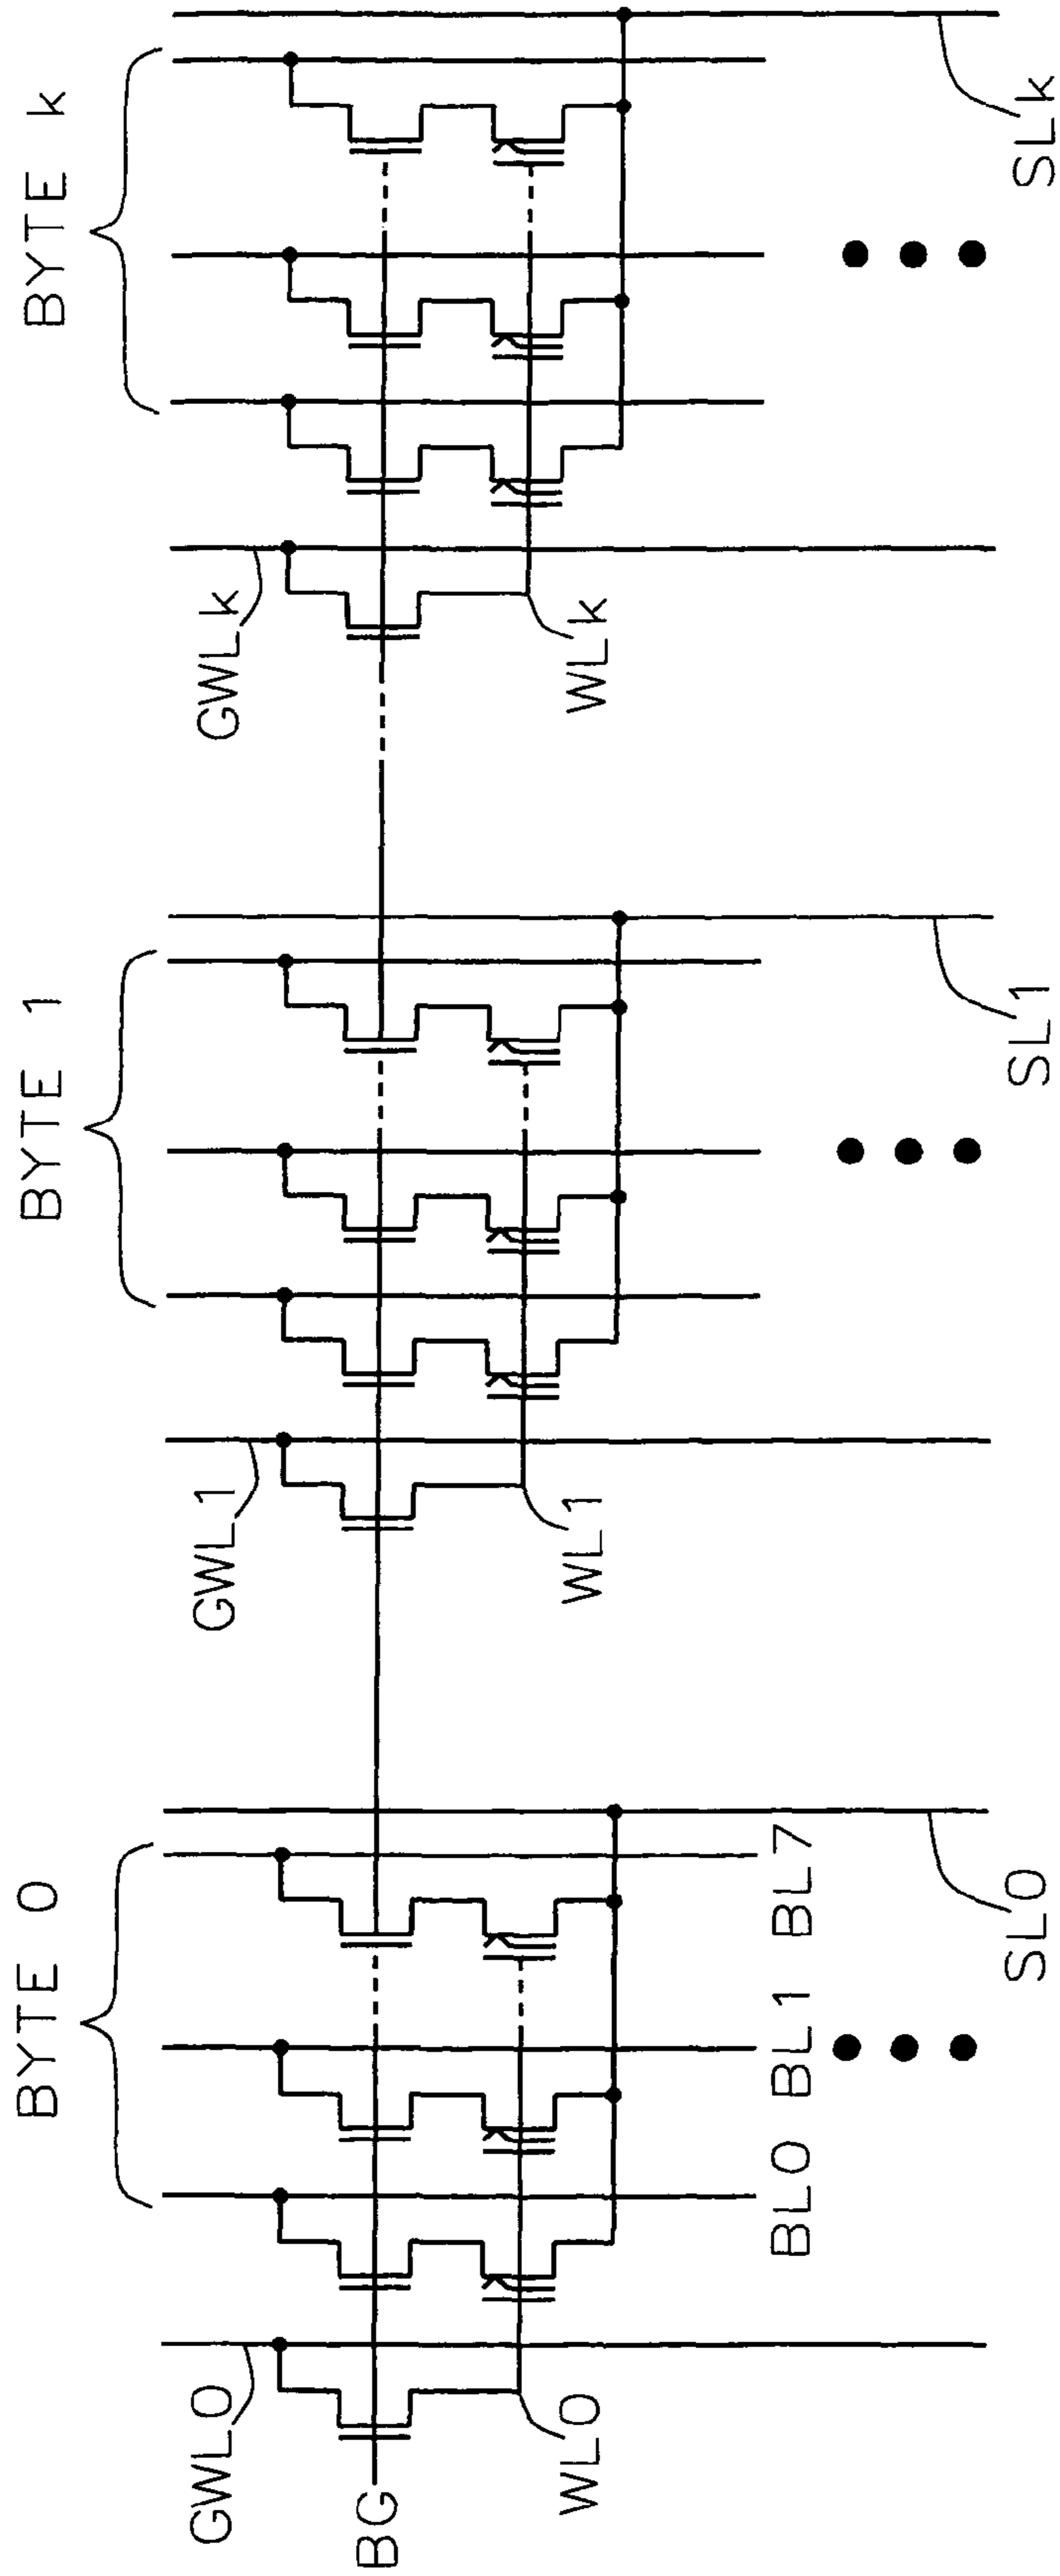 BYTE 0
BYTE 1
BYTE k
GWL0
GWL1
GWLk
BG
WL0
WL1
WLk
BL0
BL1
BL7
SL0
SL1
SLk